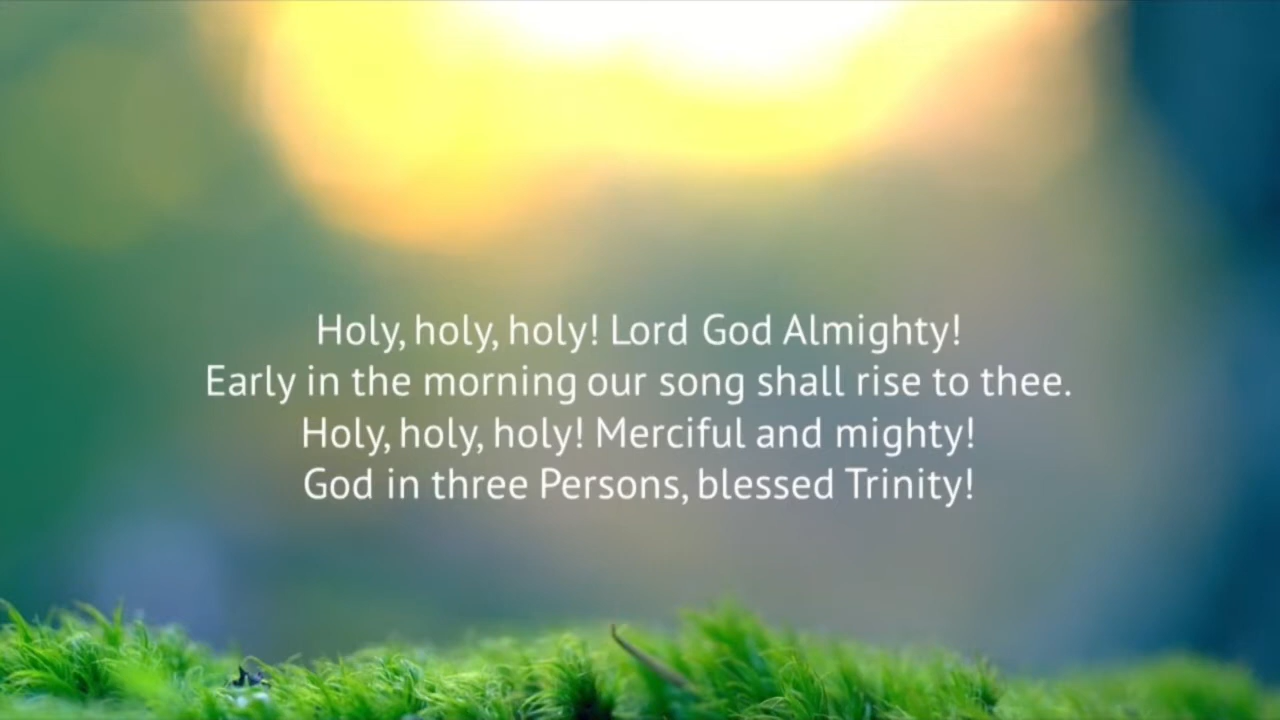 Holy, holy, holy! Lord God Almighty!
Early in the morning our song shall rise to thee.
Holy, holy, holy! Merciful and mighty!
God in three Persons, blessed Trinity!